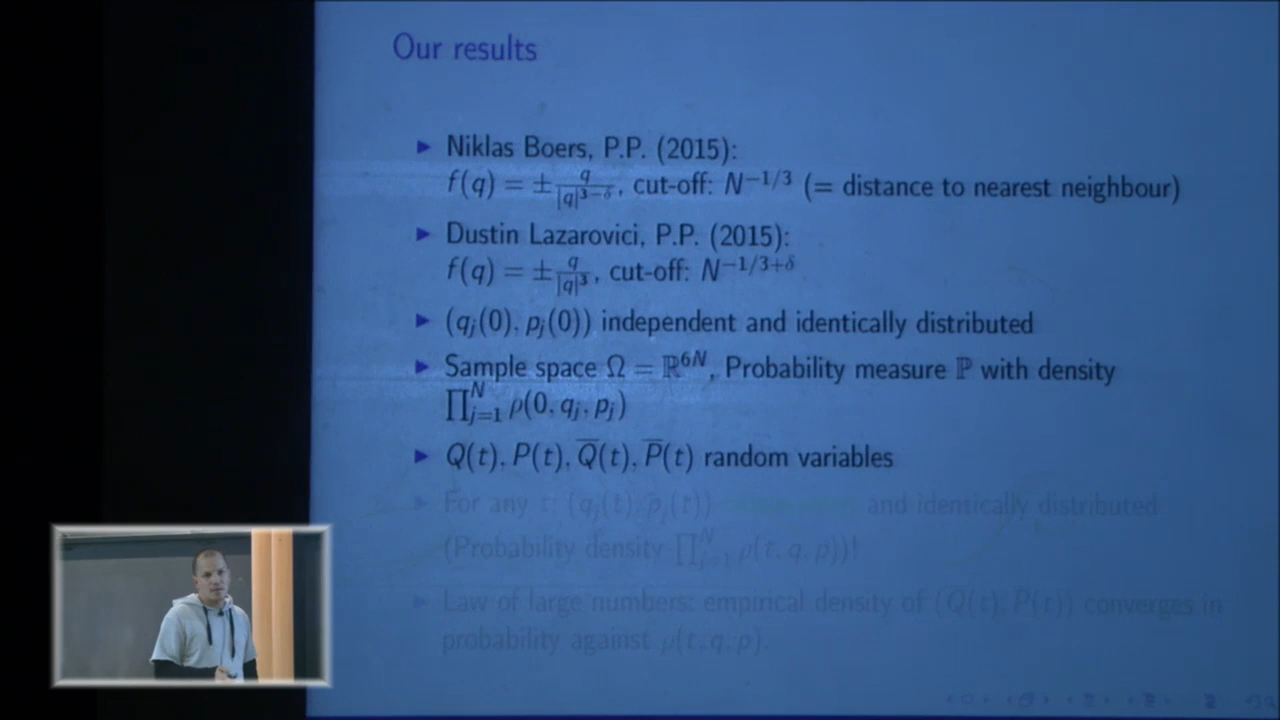 Our results
▶ Niklas Boers, P.P. (2015):
f(q) = ± q/|q|^{3−δ}, cut-off: N^{−1/3} (= distance to nearest neighbour)
▶ Dustin Lazarovici, P.P. (2015):
f(q) = ± q/|q|^3, cut-off: N^{−1/3+δ}
▶ (q_j(0), p_j(0)) independent and identically distributed
▶ Sample space Ω = ℝ^{6N}, Probability measure ℙ with density
∏_{j=1}^N ρ(0, q_j, p_j)
▶ Q(t), P(t), Q̅(t), P̅(t) random variables
▶ For any t: (q_j(t), p_j(t)) and identically distributed
(Probability density ∏_{j=1}^N ρ(t, q, p))!
▶ Law of large numbers: empirical density of (Q̅(t), P̅(t)) converges in
probability against ρ(t, q, p).